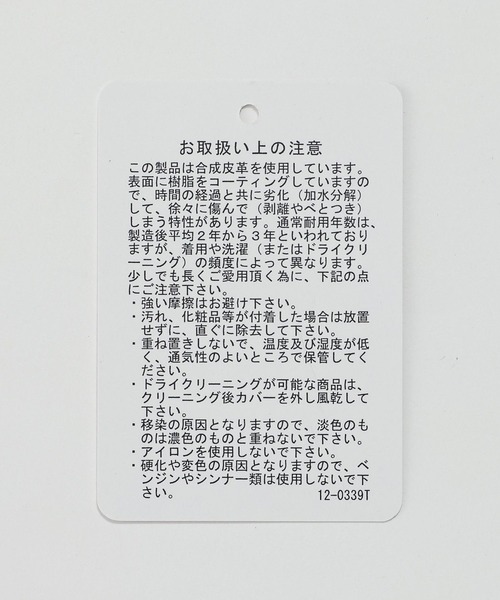 お取扱い上の注意
この製品は合成皮革を使用しています。
表面に樹脂をコーティングしていますの
で、時間の経過と共に劣化（加水分解）
して、徐々に傷んで（剥離やべとつき）
しまう特性があります。通常耐用年数は、
製造後平均２年から３年といわれており
ますが、着用や洗濯（またはドライクリ
ーニング）の頻度によって異なります。
少しでも長くご愛用頂く為に、下記の点
にご注意下さい。
・強い摩擦はお避け下さい。
・汚れ、化粧品等が付着した場合は放置
せずに、直ぐに除去して下さい。
・重ね置きしないで、温度及び湿度が低
く、通気性のよいところで保管してく
ださい。
・ドライクリーニングが可能な商品は、
クリーニング後カバーを外し風乾して
下さい。
・移染の原因となりますので、淡色のも
のは濃色のものと重ねないで下さい。
・アイロンを使用しないで下さい。
・硬化や変色の原因となりますので、ベ
ンジンやシンナー類は使用しないで下
さい。 12-0339T